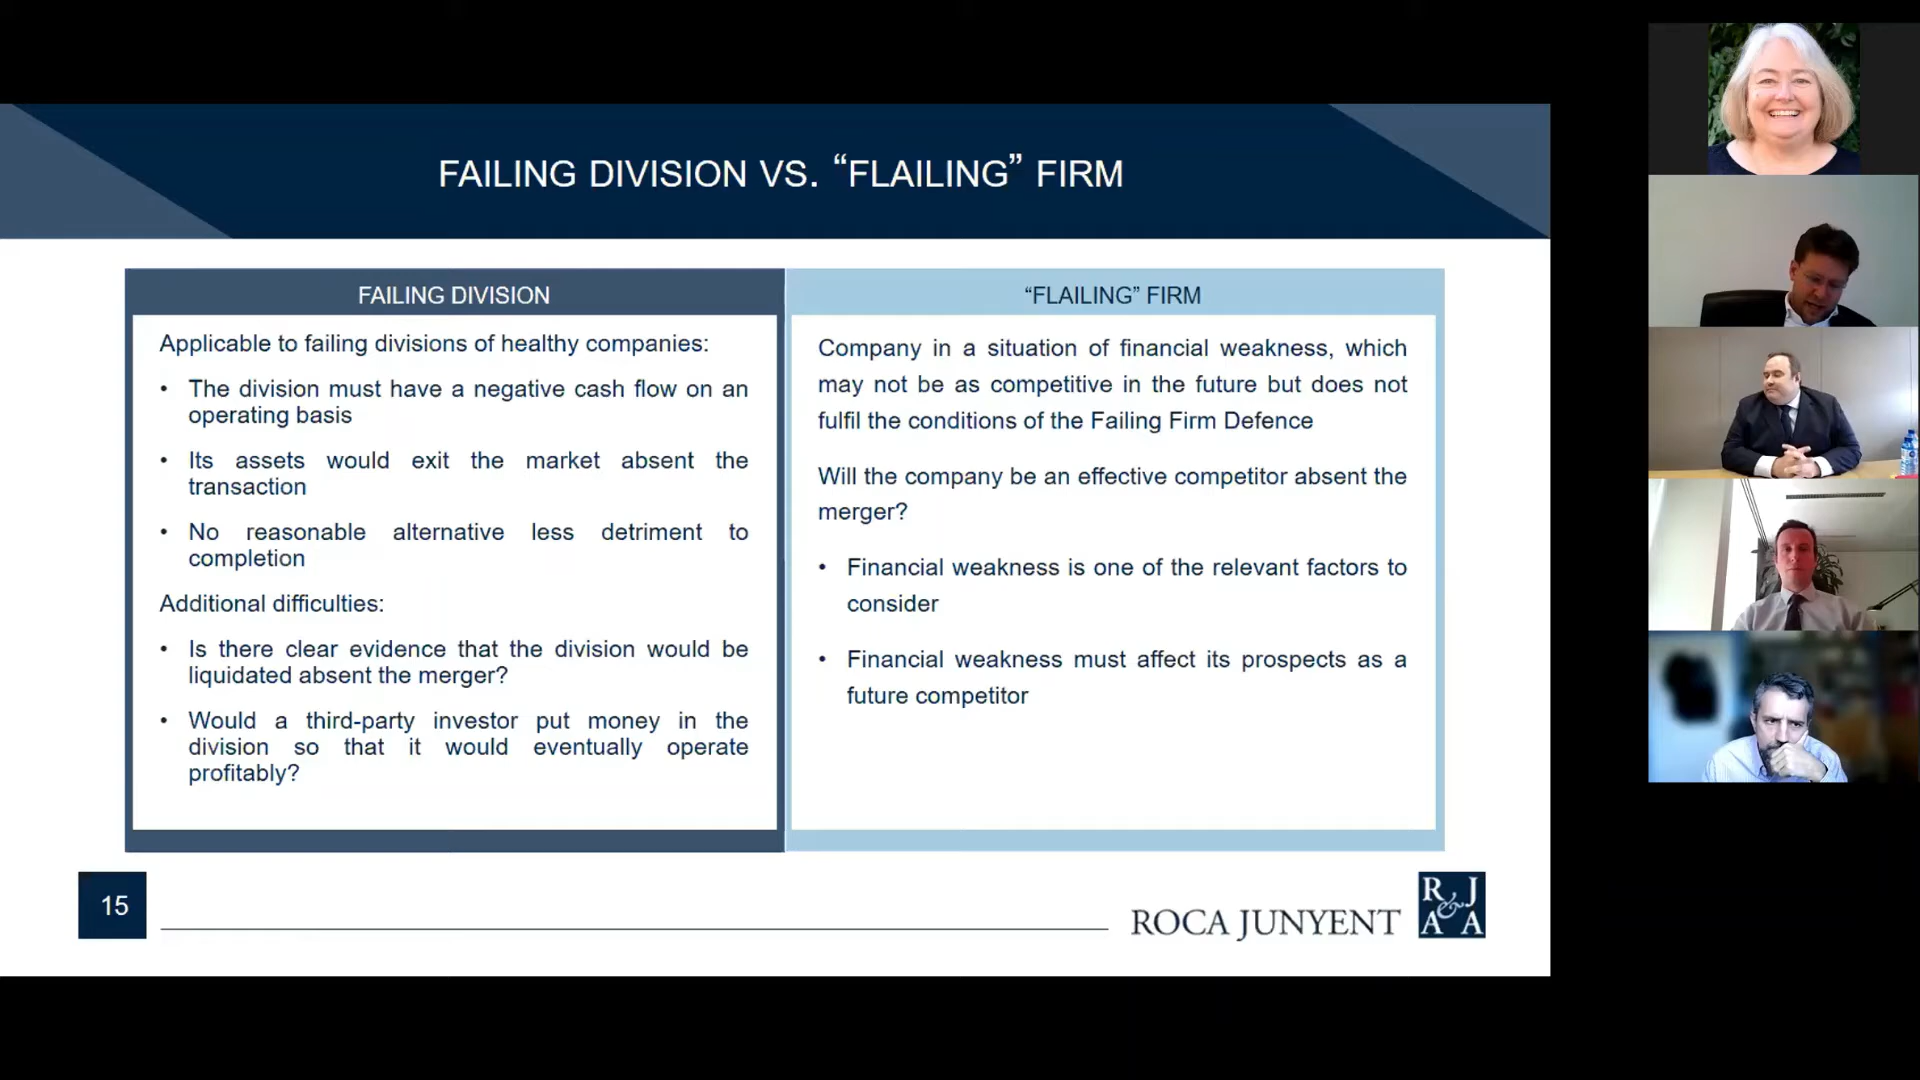 FAILING DIVISION VS. “FLAILING” FIRM
FAILING DIVISION
Applicable to failing divisions of healthy companies:
• The division must have a negative cash flow on an
operating basis
• Its assets would exit the market absent the
transaction
• No reasonable alternative less detriment to
completion
Additional difficulties:
• Is there clear evidence that the division would be
liquidated absent the merger?
• Would a third-party investor put money in the
division so that it would eventually operate
profitably?
“FLAILING” FIRM
Company in a situation of financial weakness, which
may not be as competitive in the future but does not
fulfil the conditions of the Failing Firm Defence
Will the company be an effective competitor absent the
merger?
• Financial weakness is one of the relevant factors to
consider
• Financial weakness must affect its prospects as a
future competitor
15
ROCA JUNYENT
R J
&
A A